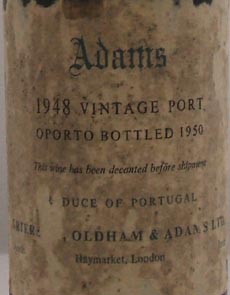 Adams
1948 VINTAGE PORT
OPORTO BOTTLED 1950
This wine has been decanted before shipment
DUCE OF PORTUGAL
OLDHAM & ADAMS
Haymarket, London